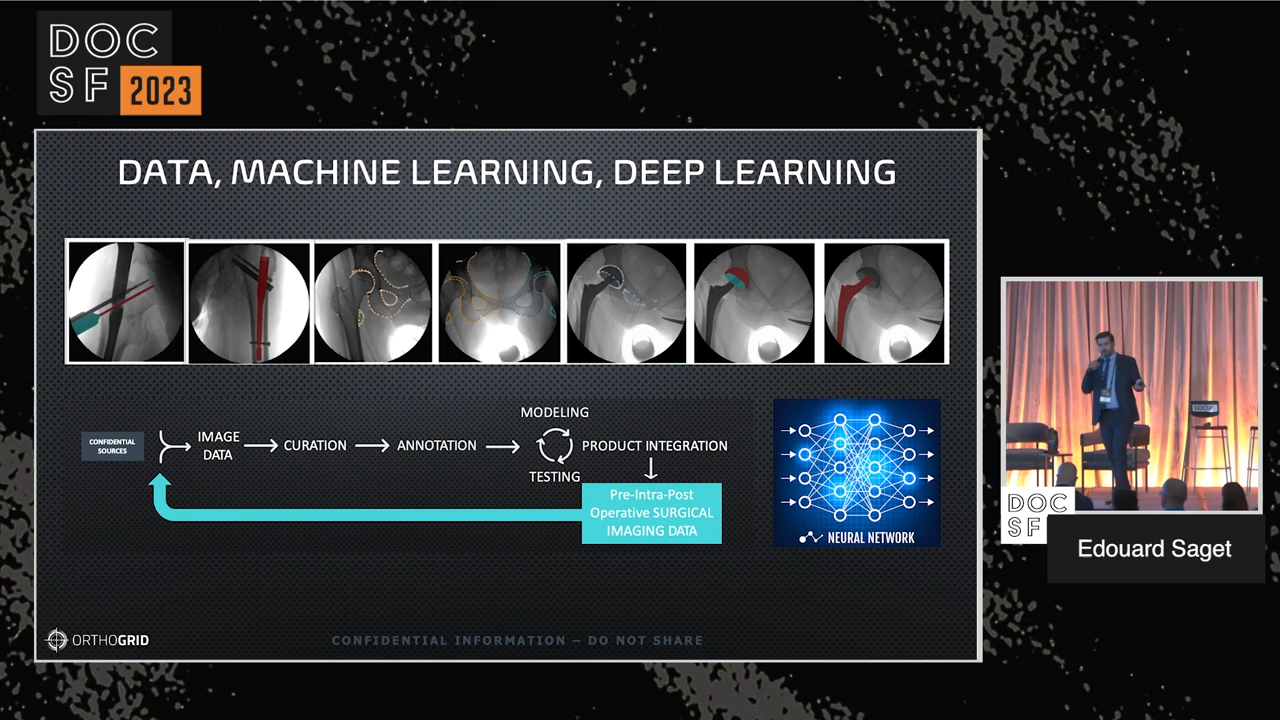 DOC
SF 2023
DATA, MACHINE LEARNING, DEEP LEARNING
CONFIDENTIAL
SOURCES
IMAGE
DATA
CURATION
ANNOTATION
MODELING
TESTING
PRODUCT INTEGRATION
Pre-Intra-Post
Operative SURGICAL
IMAGING DATA
NEURAL NETWORK
ORTHOGRID
CONFIDENTIAL INFORMATION – DO NOT SHARE
DOCSF
DOC
SF
Edouard Saget